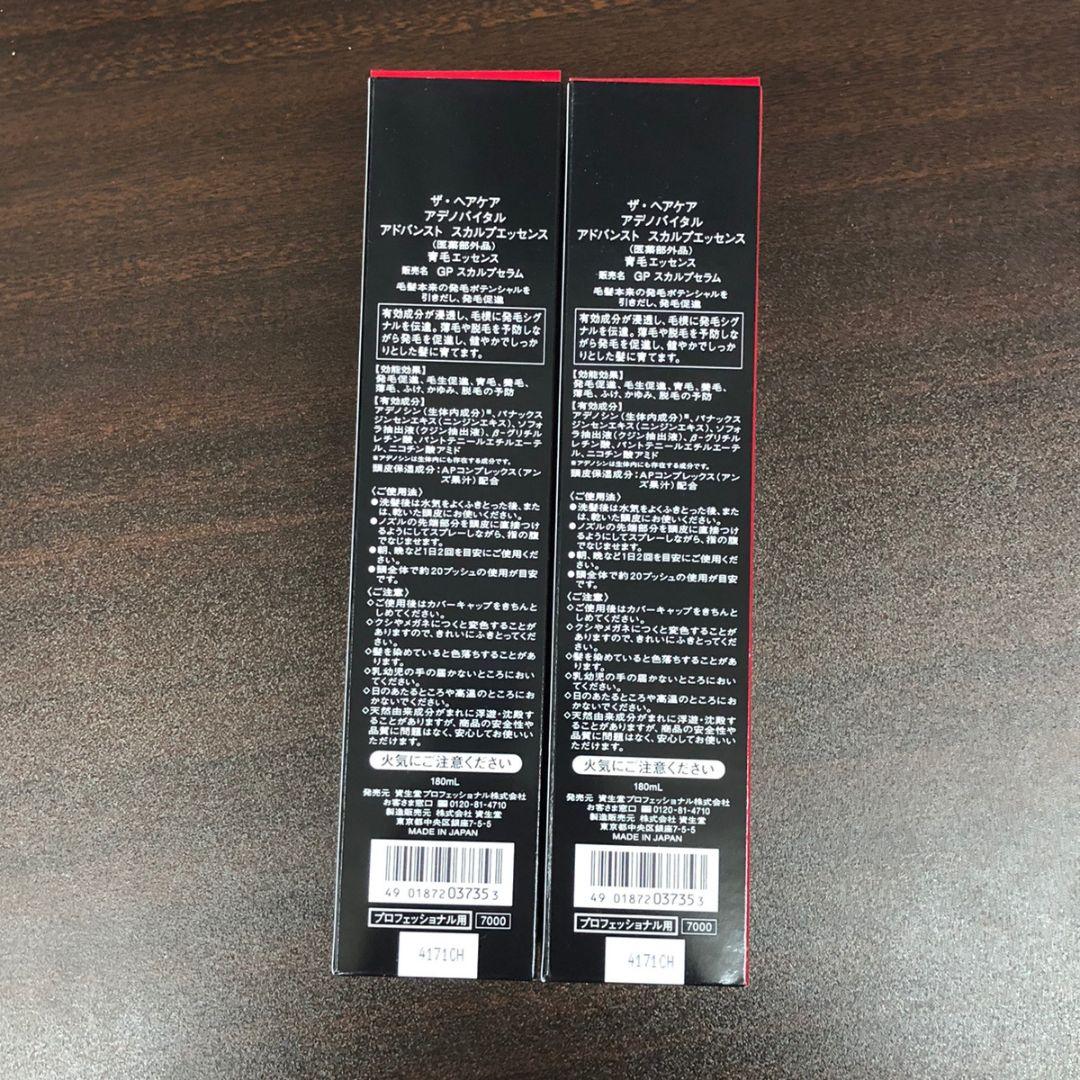 ザ・ヘアケア
アデノバイタル
アドバンスト スカルプエッセンス
(医薬部外品)
育毛エッセンス
販売名 GP スカルプセラム
毛髪本来の発毛ポテンシャルを
引きだし、発毛促進
有効成分が浸透し、毛根に発毛シグ
ナルを伝達。薄毛や脱毛を予防しな
がら発毛を促進し、健やかでしっか
りとした髪に育てます。
【効能効果】
発毛促進、毛生促進、育毛、養毛、
薄毛、ふけ、かゆみ、脱毛の予防
【有効成分】
アデノシン(生体内成分)※、パナックス
ジンセンエキス(ニンジンエキス)、ソフォ
ラ抽出液(クジン抽出液)、β-グリチル
レチン酸、パントテニールエチルエーテ
ル、ニコチン酸アミド
※アデノシンは生体内にも存在する成分です。
頭皮保湿成分:APコンプレックス(アン
ズ果汁)配合
〈ご使用法〉
●洗髪後は水気をよくふきとった後、また
は、乾いた頭皮にお使いください。
●ノズルの先端部分を頭皮に直接つけ
るようにしてスプレーしながら、指の腹
でなじませます。
●朝、晩など1日2回を目安にご使用くだ
さい。
●頭全体で約20プッシュの使用が目安
です。
〈ご注意〉
◇ご使用後はカバーキャップをきちんと
しめてください。
◇クシやメガネにつくと変色することが
ありますので、きれいにふきとってくだ
さい。
◇髪を染めていると色落ちすることがあ
ります。
◇乳幼児の手の届かないところにおい
てください。
◇日のあたるところや高温のところにお
かないでください。
◇天然由来成分がまれに浮遊・沈殿す
ることがありますが、商品の安全性や
品質に問題はなく、安心してお使いい
ただけます。
火気にご注意ください
180mL
発売元 資生堂プロフェッショナル株式会社
お客さま窓口 0120-81-4710
製造販売元 株式会社 資生堂
東京都中央区銀座7-5-5
MADE IN JAPAN
49 01872 037353
プロフェッショナル用 7000
4171CH
ザ・ヘアケア
アデノバイタル
アドバンスト スカルプエッセンス
(医薬部外品)
育毛エッセンス
販売名 GP スカルプセラム
毛髪本来の発毛ポテンシャルを
引きだし、発毛促進
有効成分が浸透し、毛根に発毛シグ
ナルを伝達。薄毛や脱毛を予防しな
がら発毛を促進し、健やかでしっか
りとした髪に育てます。
【効能効果】
発毛促進、毛生促進、育毛、養毛、
薄毛、ふけ、かゆみ、脱毛の予防
【有効成分】
アデノシン(生体内成分)※、パナックス
ジンセンエキス(ニンジンエキス)、ソフォ
ラ抽出液(クジン抽出液)、β-グリチル
レチン酸、パントテニールエチルエーテ
ル、ニコチン酸アミド
※アデノシンは生体内にも存在する成分です。
頭皮保湿成分:APコンプレックス(アン
ズ果汁)配合
〈ご使用法〉
●洗髪後は水気をよくふきとった後、また
は、乾いた頭皮にお使いください。
●ノズルの先端部分を頭皮に直接つけ
るようにしてスプレーしながら、指の腹
でなじませます。
●朝、晩など1日2回を目安にご使用くだ
さい。
●頭全体で約20プッシュの使用が目安
です。
〈ご注意〉
◇ご使用後はカバーキャップをきちんと
しめてください。
◇クシやメガネにつくと変色することが
ありますので、きれいにふきとってくだ
さい。
◇髪を染めていると色落ちすることがあ
ります。
◇乳幼児の手の届かないところにおい
てください。
◇日のあたるところや高温のところにお
かないでください。
◇天然由来成分がまれに浮遊・沈殿す
ることがありますが、商品の安全性や
品質に問題はなく、安心してお使いい
ただけます。
火気にご注意ください
180mL
発売元 資生堂プロフェッショナル株式会社
お客さま窓口 0120-81-4710
製造販売元 株式会社 資生堂
東京都中央区銀座7-5-5
MADE IN JAPAN
49 01872 037353
プロフェッショナル用 7000
4171CH